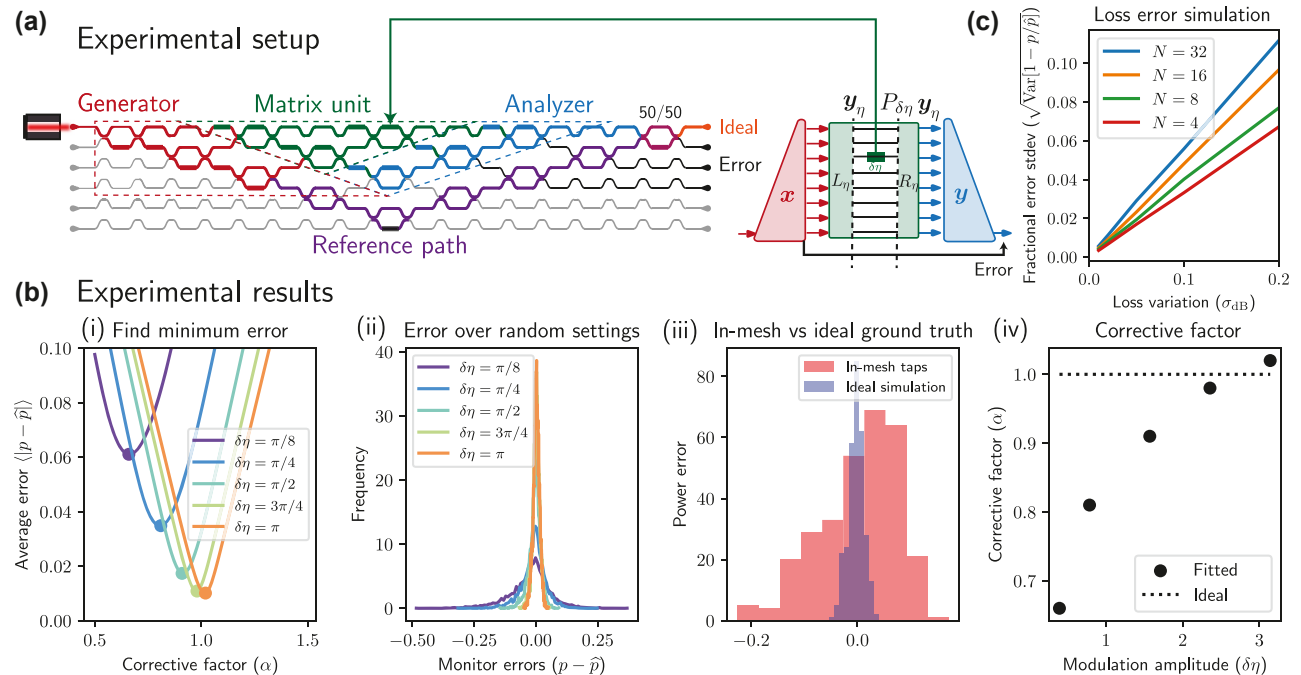 (a)
Experimental setup
Generator
Matrix unit
Analyzer
50/50
Ideal
Error
Reference path
y_η
P_δη
y_η
x
L_η
δη
R_η
y
Error
(c)
Loss error simulation
Fractional error stdev (√Var[1 − p/p̂])
0.10
0.08
0.06
0.04
0.02
0.00
N = 32
N = 16
N = 8
N = 4
0.0
0.1
0.2
Loss variation (σ_dB)
(b)
Experimental results
(i)
Find minimum error
Average error ⟨|p − p̂|⟩
0.10
0.08
0.06
0.04
0.02
0.00
δη = π/8
δη = π/4
δη = π/2
δη = 3π/4
δη = π
0.5
1.0
1.5
Corrective factor (α)
(ii)
Error over random settings
Frequency
40
30
20
10
0
δη = π/8
δη = π/4
δη = π/2
δη = 3π/4
δη = π
−0.50
−0.25
0.00
0.25
Monitor errors (p − p̂)
(iii)
In-mesh vs ideal ground truth
Power error
80
60
40
20
0
In-mesh taps
Ideal simulation
−0.2
0.0
(iv)
Corrective factor
Corrective factor (α)
1.0
0.9
0.8
0.7
Fitted
Ideal
1
2
3
Modulation amplitude (δη)